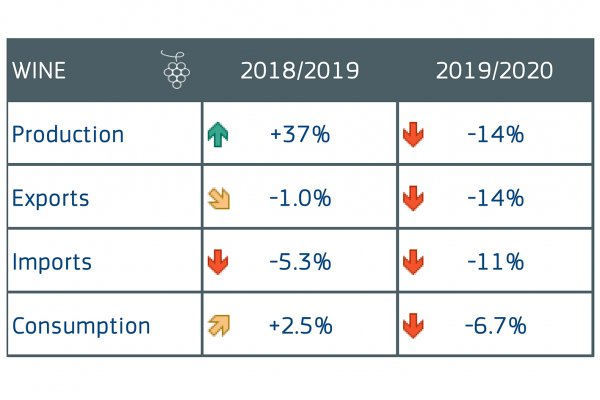 WINE 2018/2019 2019/2020
Production +37% -14%
Exports -1.0% -14%
Imports -5.3% -11%
Consumption +2.5% -6.7%